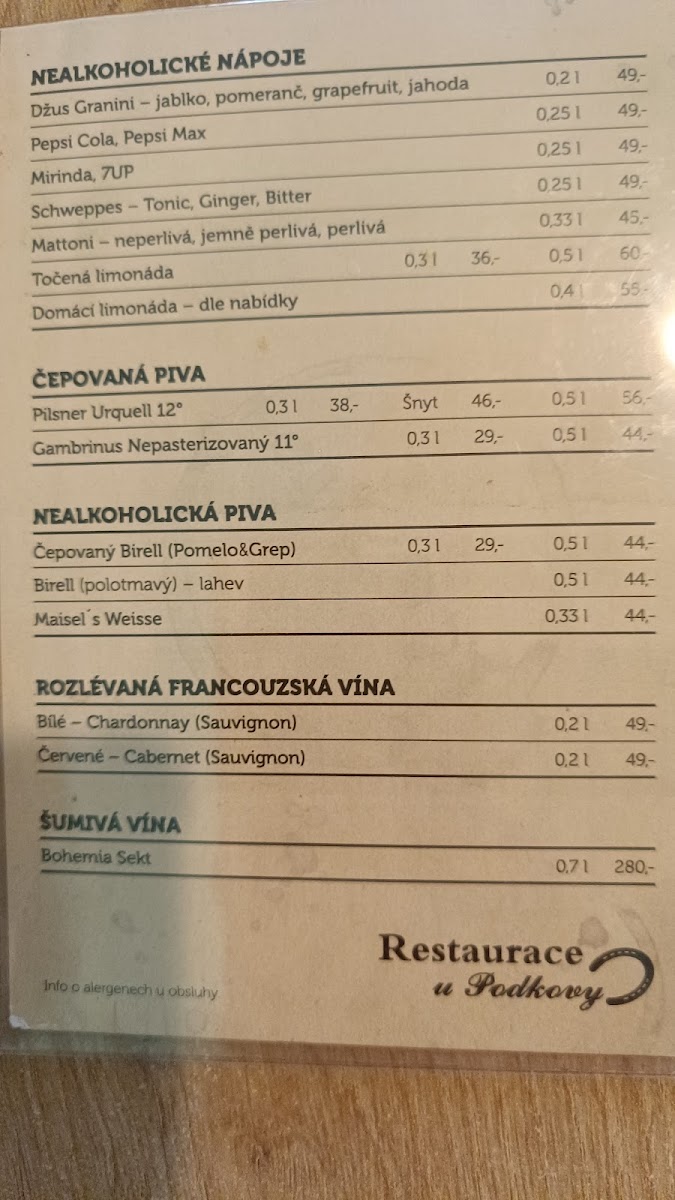 NEALKOHOLICKÉ NÁPOJE
Džus Granini – jablko, pomeranč, grapefruit, jahoda 0,2 l 49,-
Pepsi Cola, Pepsi Max 0,25 l 49,-
Mirinda, 7UP 0,25 l 49,-
Schweppes – Tonic, Ginger, Bitter 0,25 l 49,-
Mattoni – neperlivá, jemně perlivá, perlivá 0,33 l 45,-
Točená limonáda 0,3 l 36,- 0,5 l 60,-
Domácí limonáda – dle nabídky 0,4 l 55,-
ČEPOVANÁ PIVA
Pilsner Urquell 12° 0,3 l 38,- Šnyt 46,- 0,5 l 56,-
Gambrinus Nepasterizovaný 11° 0,3 l 29,- 0,5 l 44,-
NEALKOHOLICKÁ PIVA
Čepovaný Birell (Pomelo&Grep) 0,3 l 29,- 0,5 l 44,-
Birell (polotmavý) – lahev 0,5 l 44,-
Maisel´s Weisse 0,33 l 44,-
ROZLÉVANÁ FRANCOUZSKÁ VÍNA
Bílé – Chardonnay (Sauvignon) 0,2 l 49,-
Červené – Cabernet (Sauvignon) 0,2 l 49,-
ŠUMIVÁ VÍNA
Bohemia Sekt 0,7 l 280,-
Restaurace
u Podkovy
Info o alergenech u obsluhy